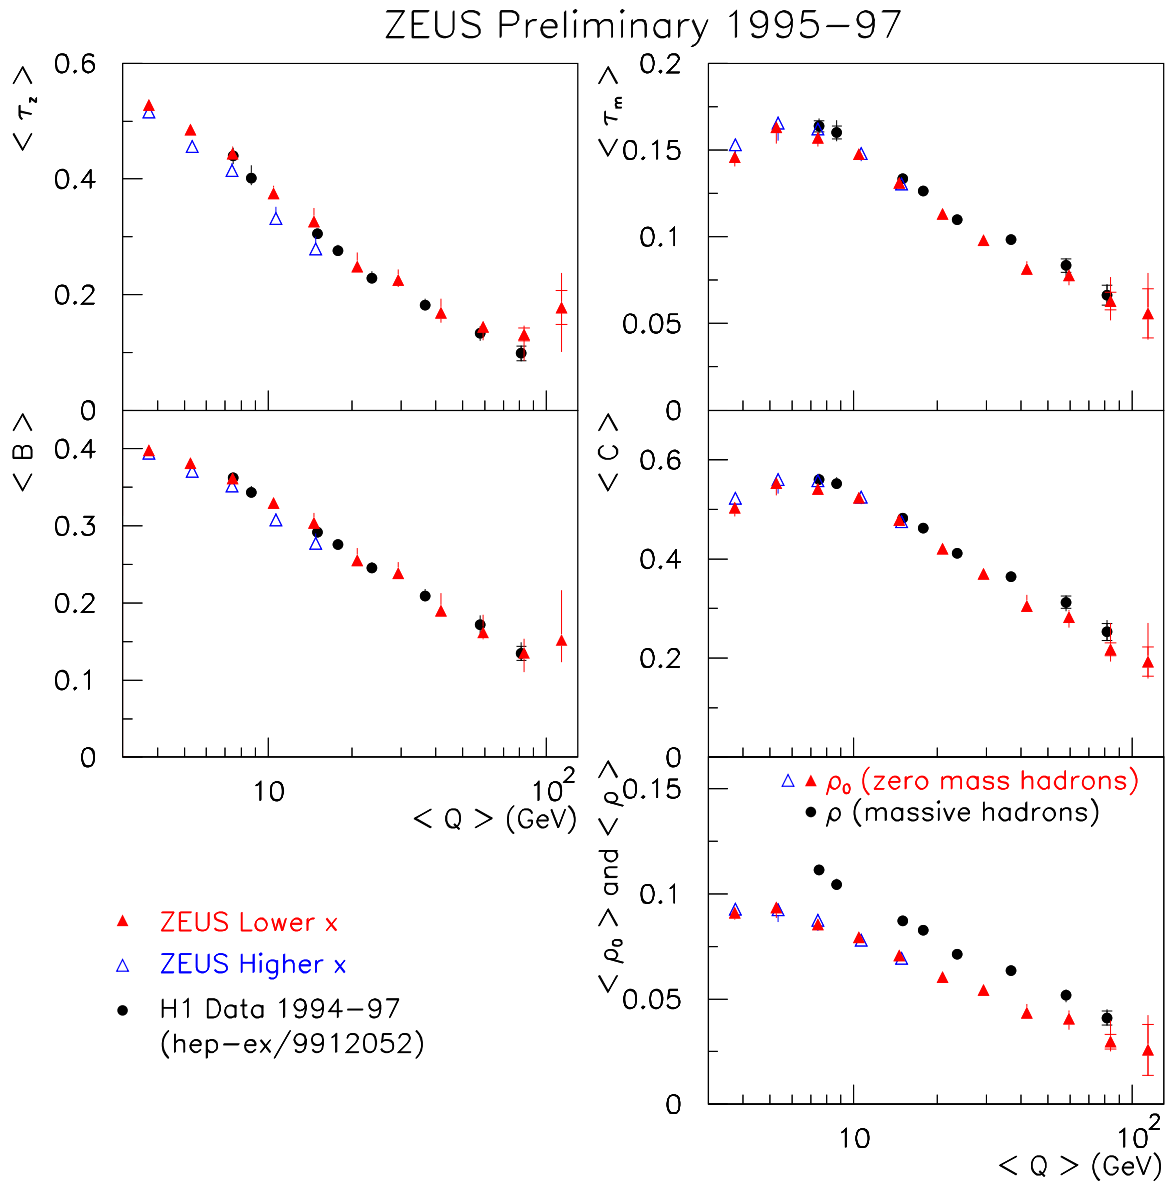 ZEUS Preliminary 1995-97
< τz >
0.6
0.4
0.2
0
< τm >
0.2
0.15
0.1
0.05
0
< B >
0.4
0.3
0.2
0.1
0
10
10²
< Q > (GeV)
< C >
0.6
0.4
0.2
< ρ₀ > and < ρ >
0.15
0.1
0.05
0
ρ₀ (zero mass hadrons)
ρ (massive hadrons)
10
10²
< Q > (GeV)
ZEUS Lower x
ZEUS Higher x
H1 Data 1994-97
(hep-ex/9912052)